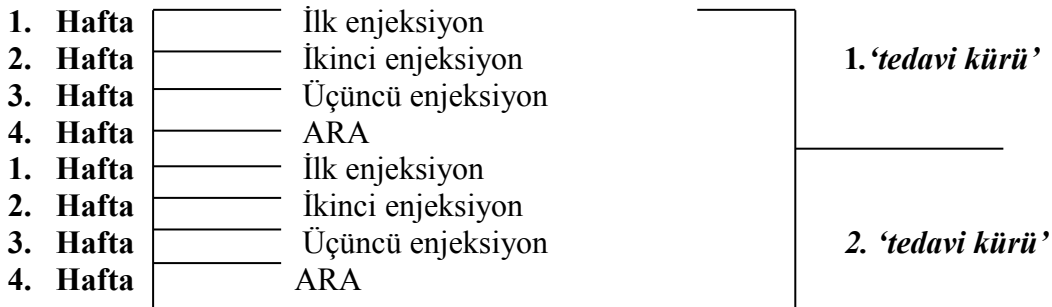 1. Hafta İlk enjeksiyon
2. Hafta İkinci enjeksiyon 1.‘tedavi kürü’
3. Hafta Üçüncü enjeksiyon
4. Hafta ARA
1. Hafta İlk enjeksiyon
2. Hafta İkinci enjeksiyon
3. Hafta Üçüncü enjeksiyon 2. ‘tedavi kürü’
4. Hafta ARA